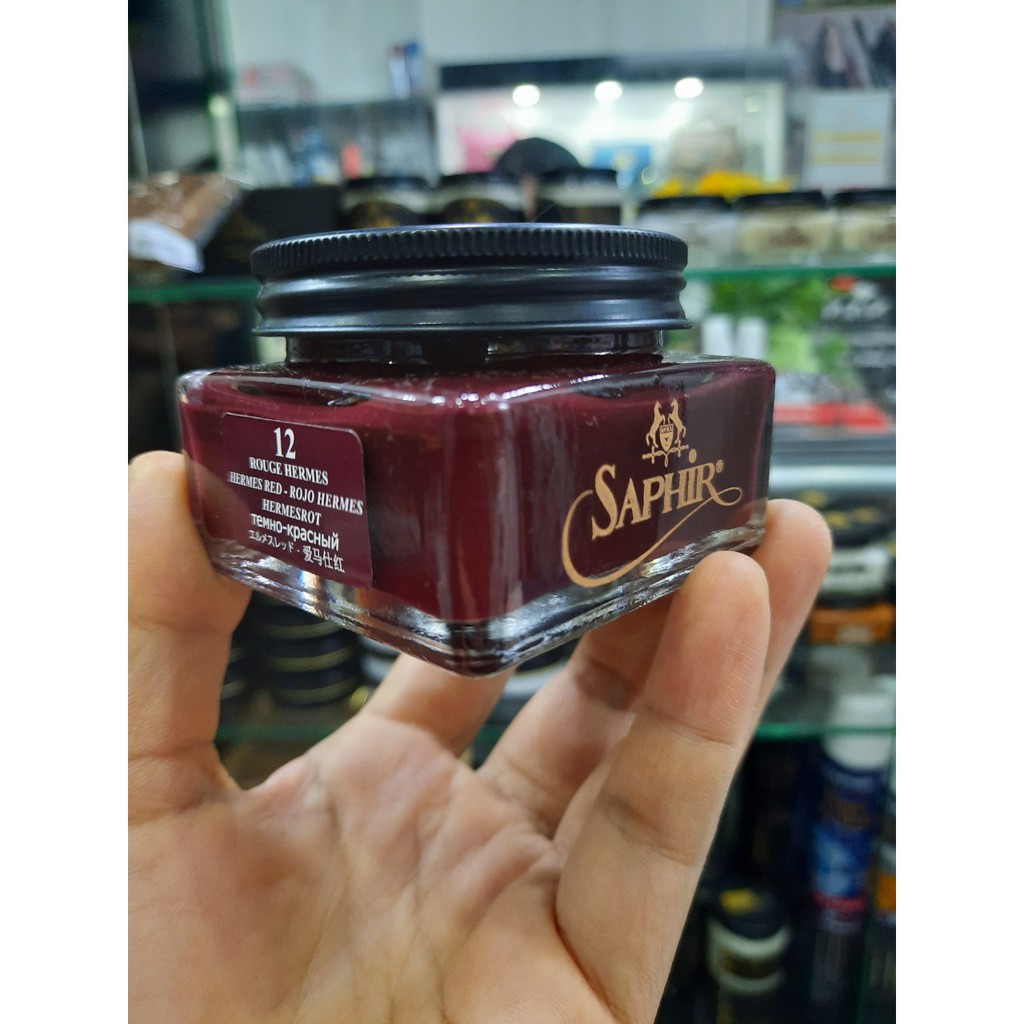 12
ROUGE HERMES
HERMES RED - ROJO HERMES
HERMESROT
темно-красный
エルメスレッド - 爱马仕红
SAPHIR®